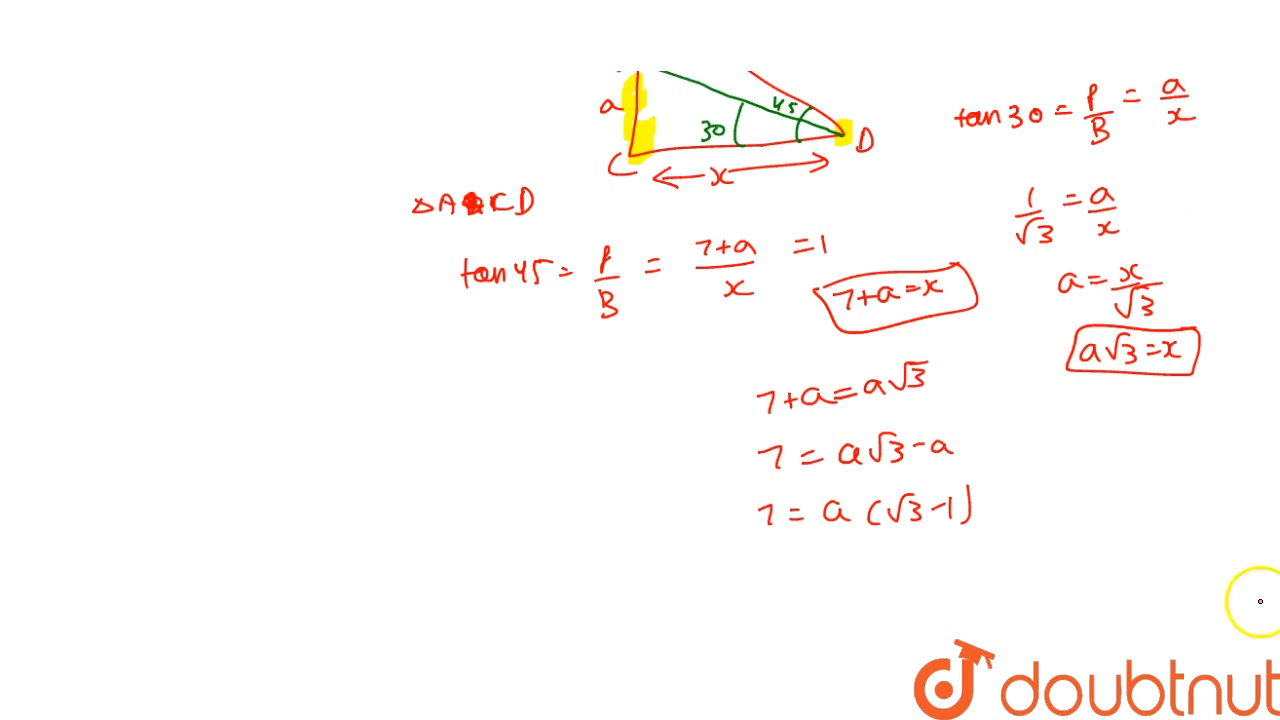 a
30
45
D
C
x
tan 30 = P/B = a/x
△ACD
1/√3 = a/x
tan 45 = P/B = 7+a/x = 1
7+a=x
a = x/√3
a√3 = x
7+a = a√3
7 = a√3 - a
7 = a (√3 - 1)
doubtnut